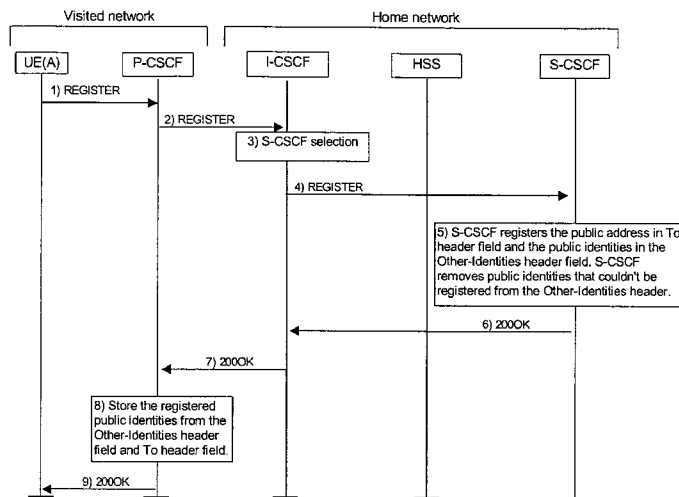 Visited network
Home network
UE(A)
P-CSCF
I-CSCF
HSS
S-CSCF
1) REGISTER
2) REGISTER
3) S-CSCF selection
4) REGISTER
5) S-CSCF registers the public address in To
header field and the public identities in the
Other-Identities header field. S-CSCF
removes public identities that couldn't be
registered from the Other-Identities header.
6) 200OK
7) 200OK
8) Store the registered
public identities from the
Other-Identities header
field and To header field.
9) 200OK